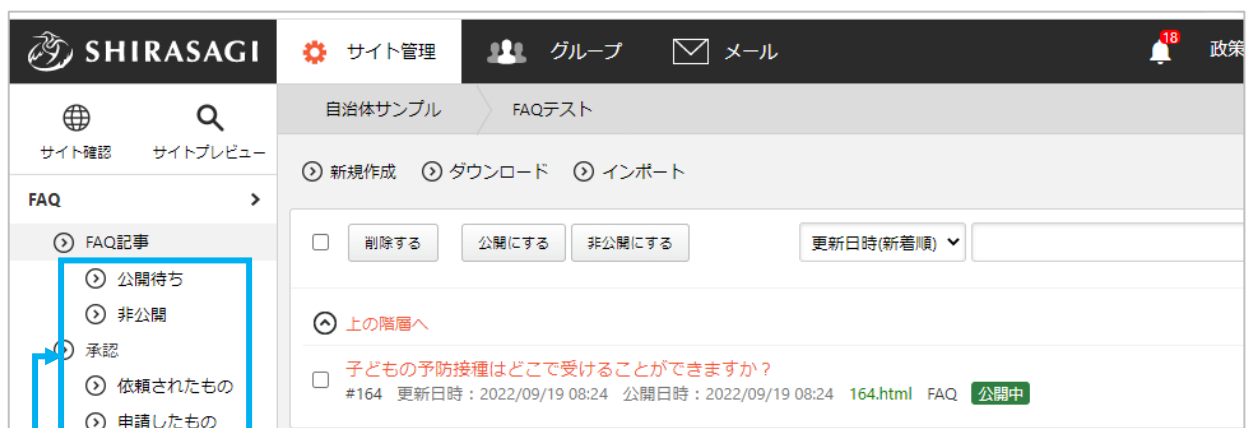 SHIRASAGI サイト管理 グループ メール 18 政策
自治体サンプル FAQテスト
サイト確認 サイトプレビュー
新規作成 ダウンロード インポート
FAQ
FAQ記事
削除する 公開にする 非公開にする 更新日時(新着順)
公開待ち
非公開
上の階層へ
承認
子どもの予防接種はどこで受けることができますか？
依頼されたもの
#164 更新日時：2022/09/19 08:24 公開日時：2022/09/19 08:24 164.html FAQ 公開中
申請したもの